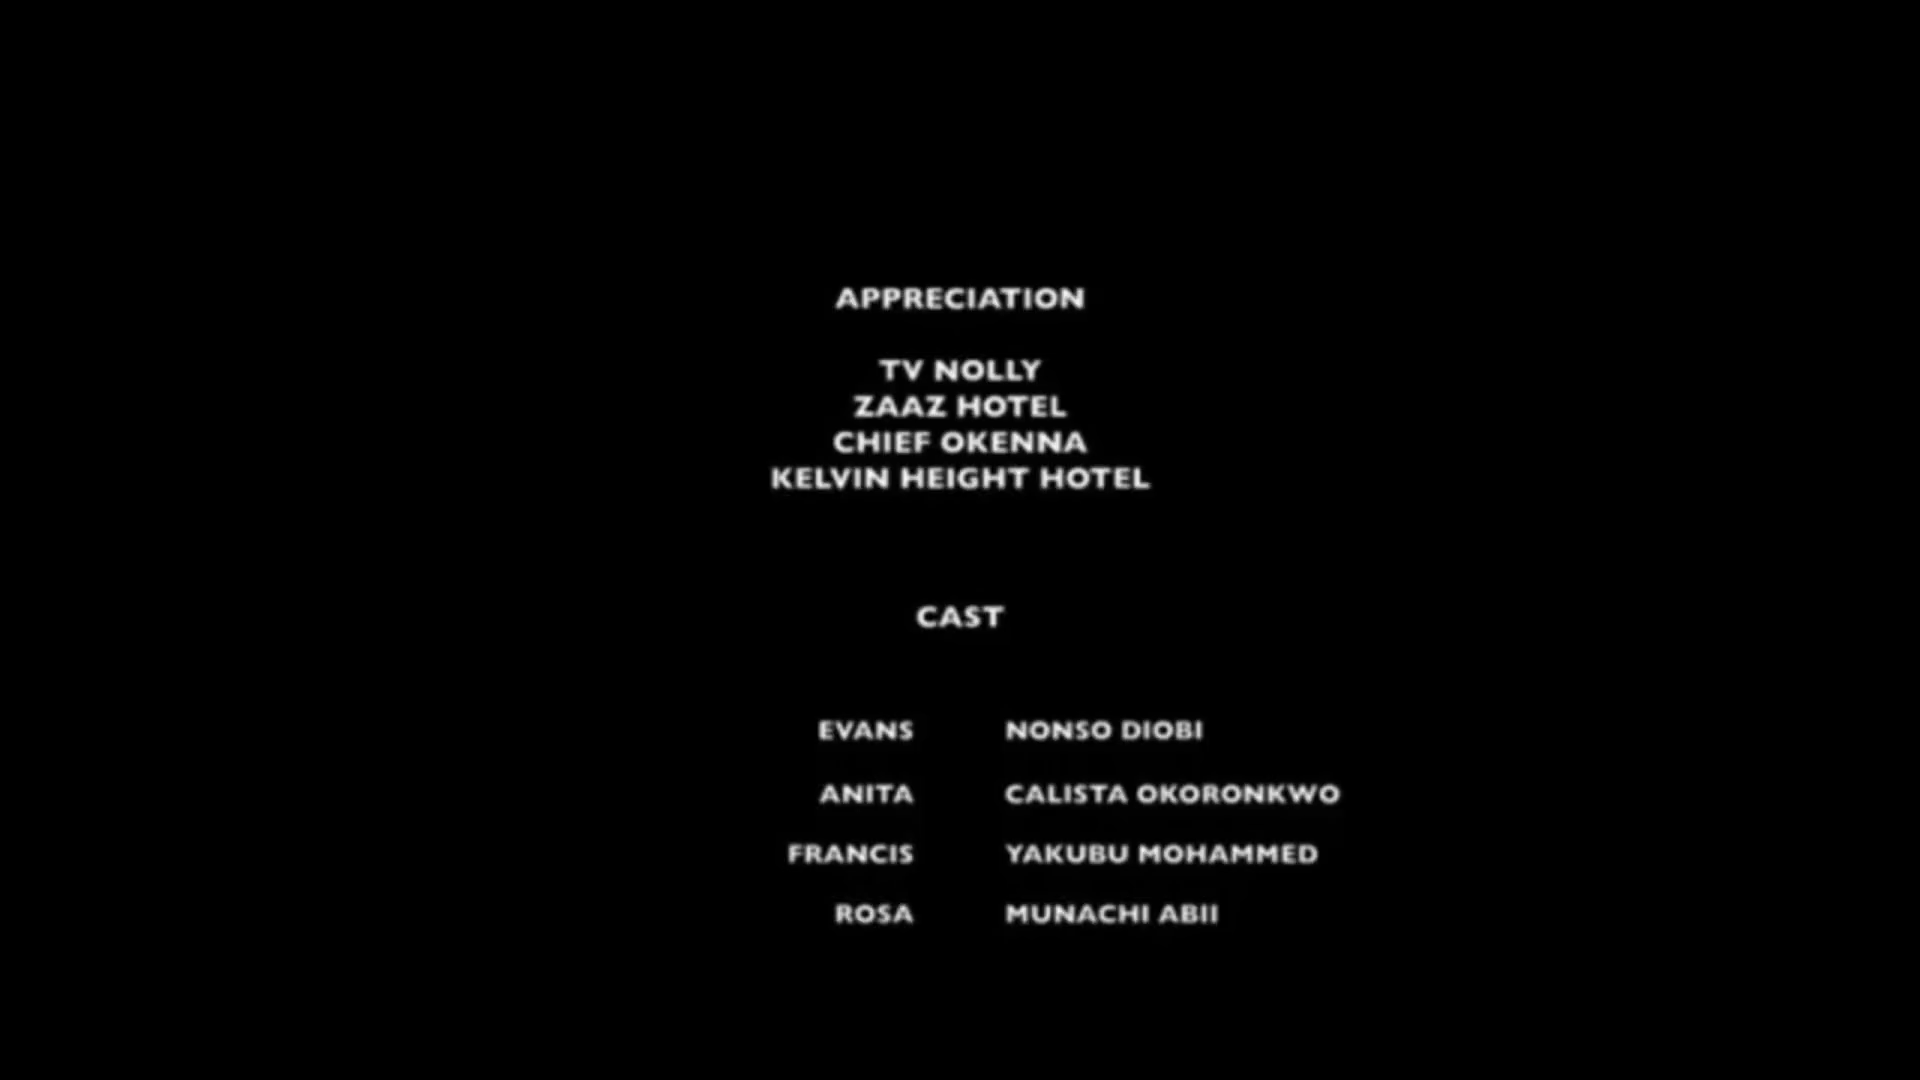 APPRECIATION
TV NOLLY
ZAAZ HOTEL
CHIEF OKENNA
KELVIN HEIGHT HOTEL
CAST
EVANS NONSO DIOBI
ANITA CALISTA OKORONKWO
FRANCIS YAKUBU MOHAMMED
ROSA MUNACHI ABII